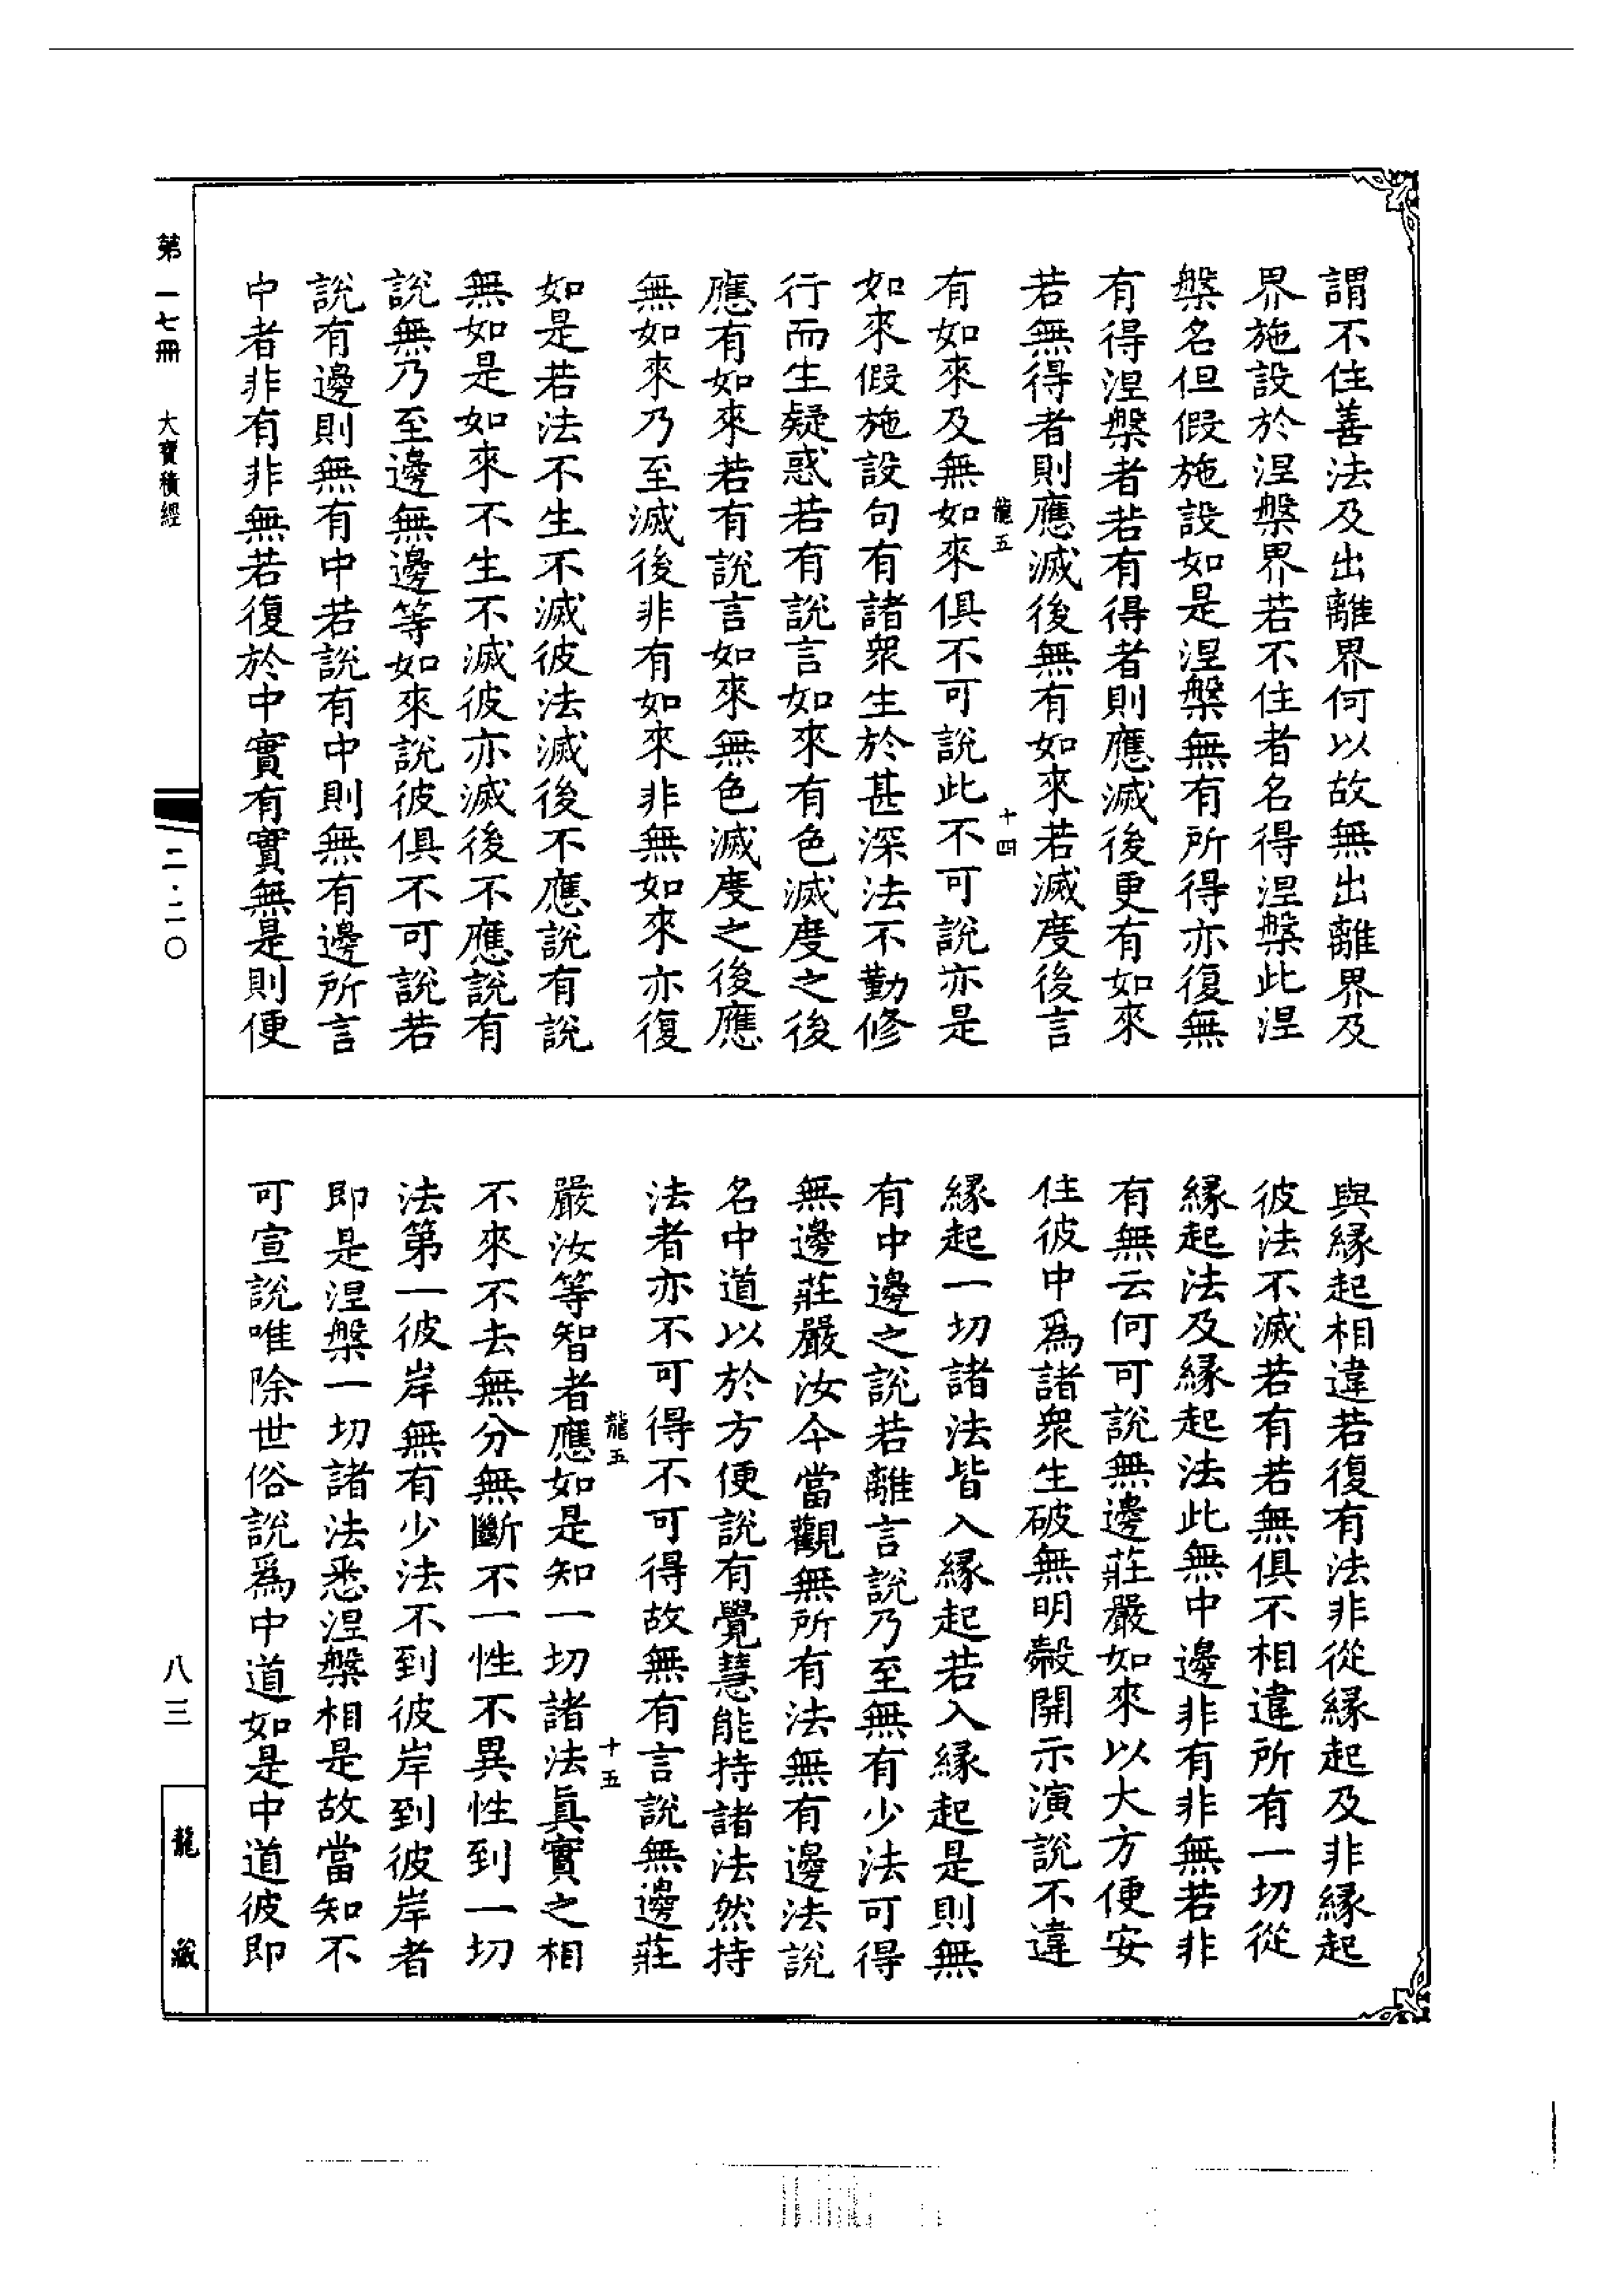 謂不住善法及出離界何以故無出離界及
界施設於涅槃界若不住者名得涅槃此涅
槃名但假施設如是涅槃無有所得亦復無
有得涅槃者若有得者則應滅後更有如來
若無得者則應滅後無有如來若滅度後言
龍五
十四
有如來及無如來俱不可說此不可說亦是
如來假施設句有諸眾生於甚深法不勤修
行而生疑惑若有說言如來有色滅度之後
應有如來若有說言如來無色滅度之後應
無如來乃至滅後非有如來非無如來亦復
如是若法不生不滅彼法滅後不應說有說
無如是如來不生不滅彼亦滅後不應說有
說無乃至邊無邊等如來說彼俱不可說若
說有邊則無有中若說有中則無有邊所言
中者非有非無若復於中實有實無是則便
與緣起相違若復有法非從緣起及非緣起
彼法不滅若有若無俱不相違所有一切從
緣起法及緣起法此無中邊非有非無若非
有無云何可說無邊莊嚴如來以大方便安
住彼中為諸眾生破無明㲉開示演說不違
緣起一切諸法皆入緣起若入緣起是則無
有中邊之說若離言說乃至無有少法可得
無邊莊嚴汝今當觀無所有法無有邊法說
名中道以於方便說有覺慧能持諸法然持
法者亦不可得不可得故無有言說無邊莊
龍五
十五
嚴汝等智者應如是知一切諸法真實之相
不來不去無分無斷不一性不異性到一切
法第一彼岸無有少法不到彼岸到彼岸者
即是涅槃一切諸法悉涅槃相是故當知不
可宣說唯除世俗說為中道如是中道彼即
第一七冊
大寶積經
二·二〇
八三
龍藏